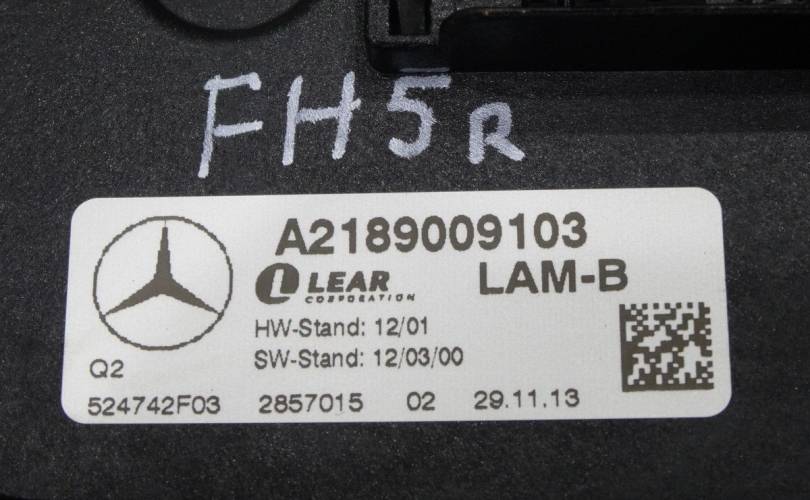 FH5R
A2189009103
LEAR
CORPORATION
LAM-B
HW-Stand: 12/01
SW-Stand: 12/03/00
Q2
524742F03 2857015 02 29.11.13